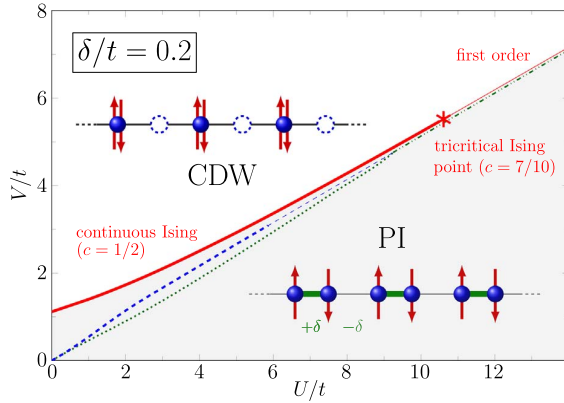 δ/t = 0.2
first order
tricritical Ising
point (c = 7/10)
CDW
continuous Ising
(c = 1/2)
PI
+δ −δ
V/t
8
6
4
2
0
0 2 4 6 8 10 12
U/t